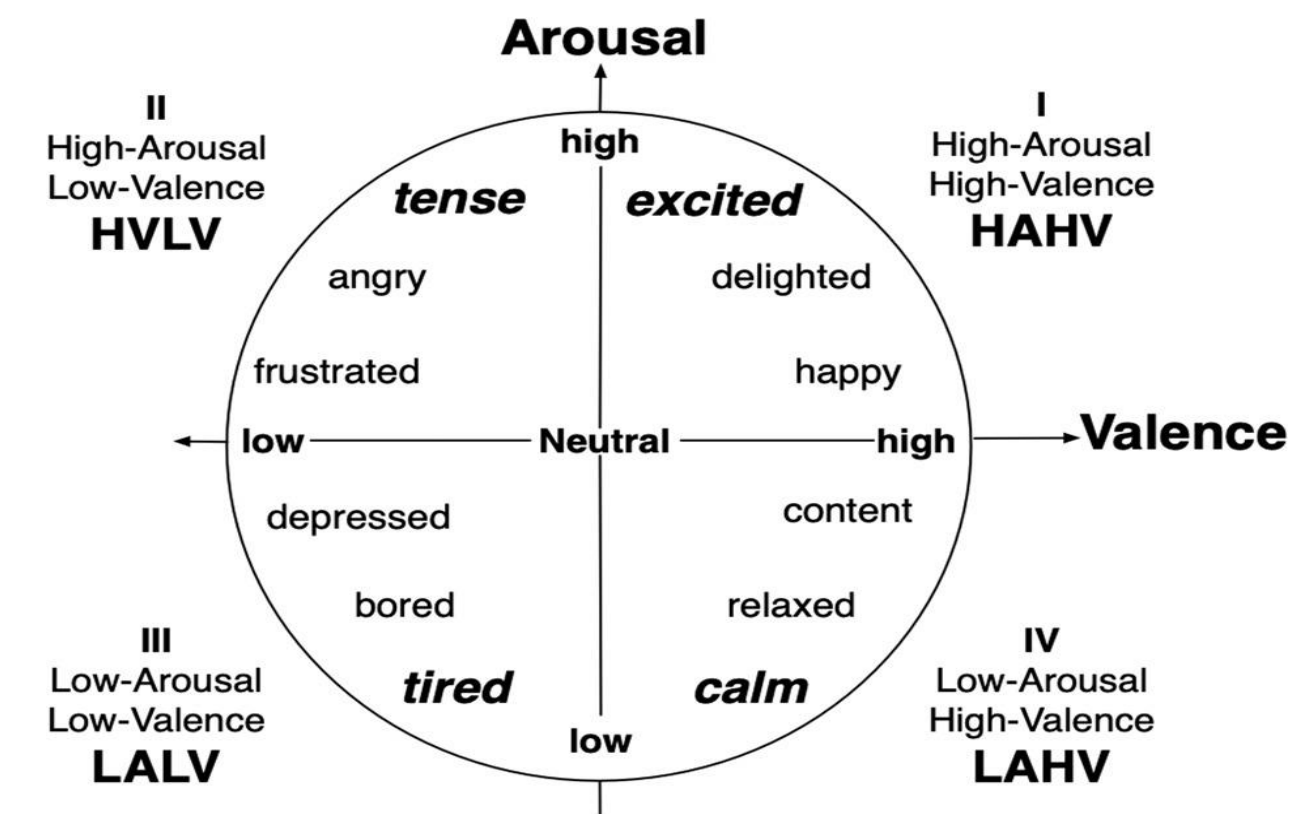 Arousal
II
High-Arousal
Low-Valence
HVLV
I
High-Arousal
High-Valence
HAHV
high
tense
excited
angry
delighted
frustrated
happy
low
Neutral
high
Valence
depressed
content
bored
relaxed
tired
calm
low
III
Low-Arousal
Low-Valence
LALV
IV
Low-Arousal
High-Valence
LAHV